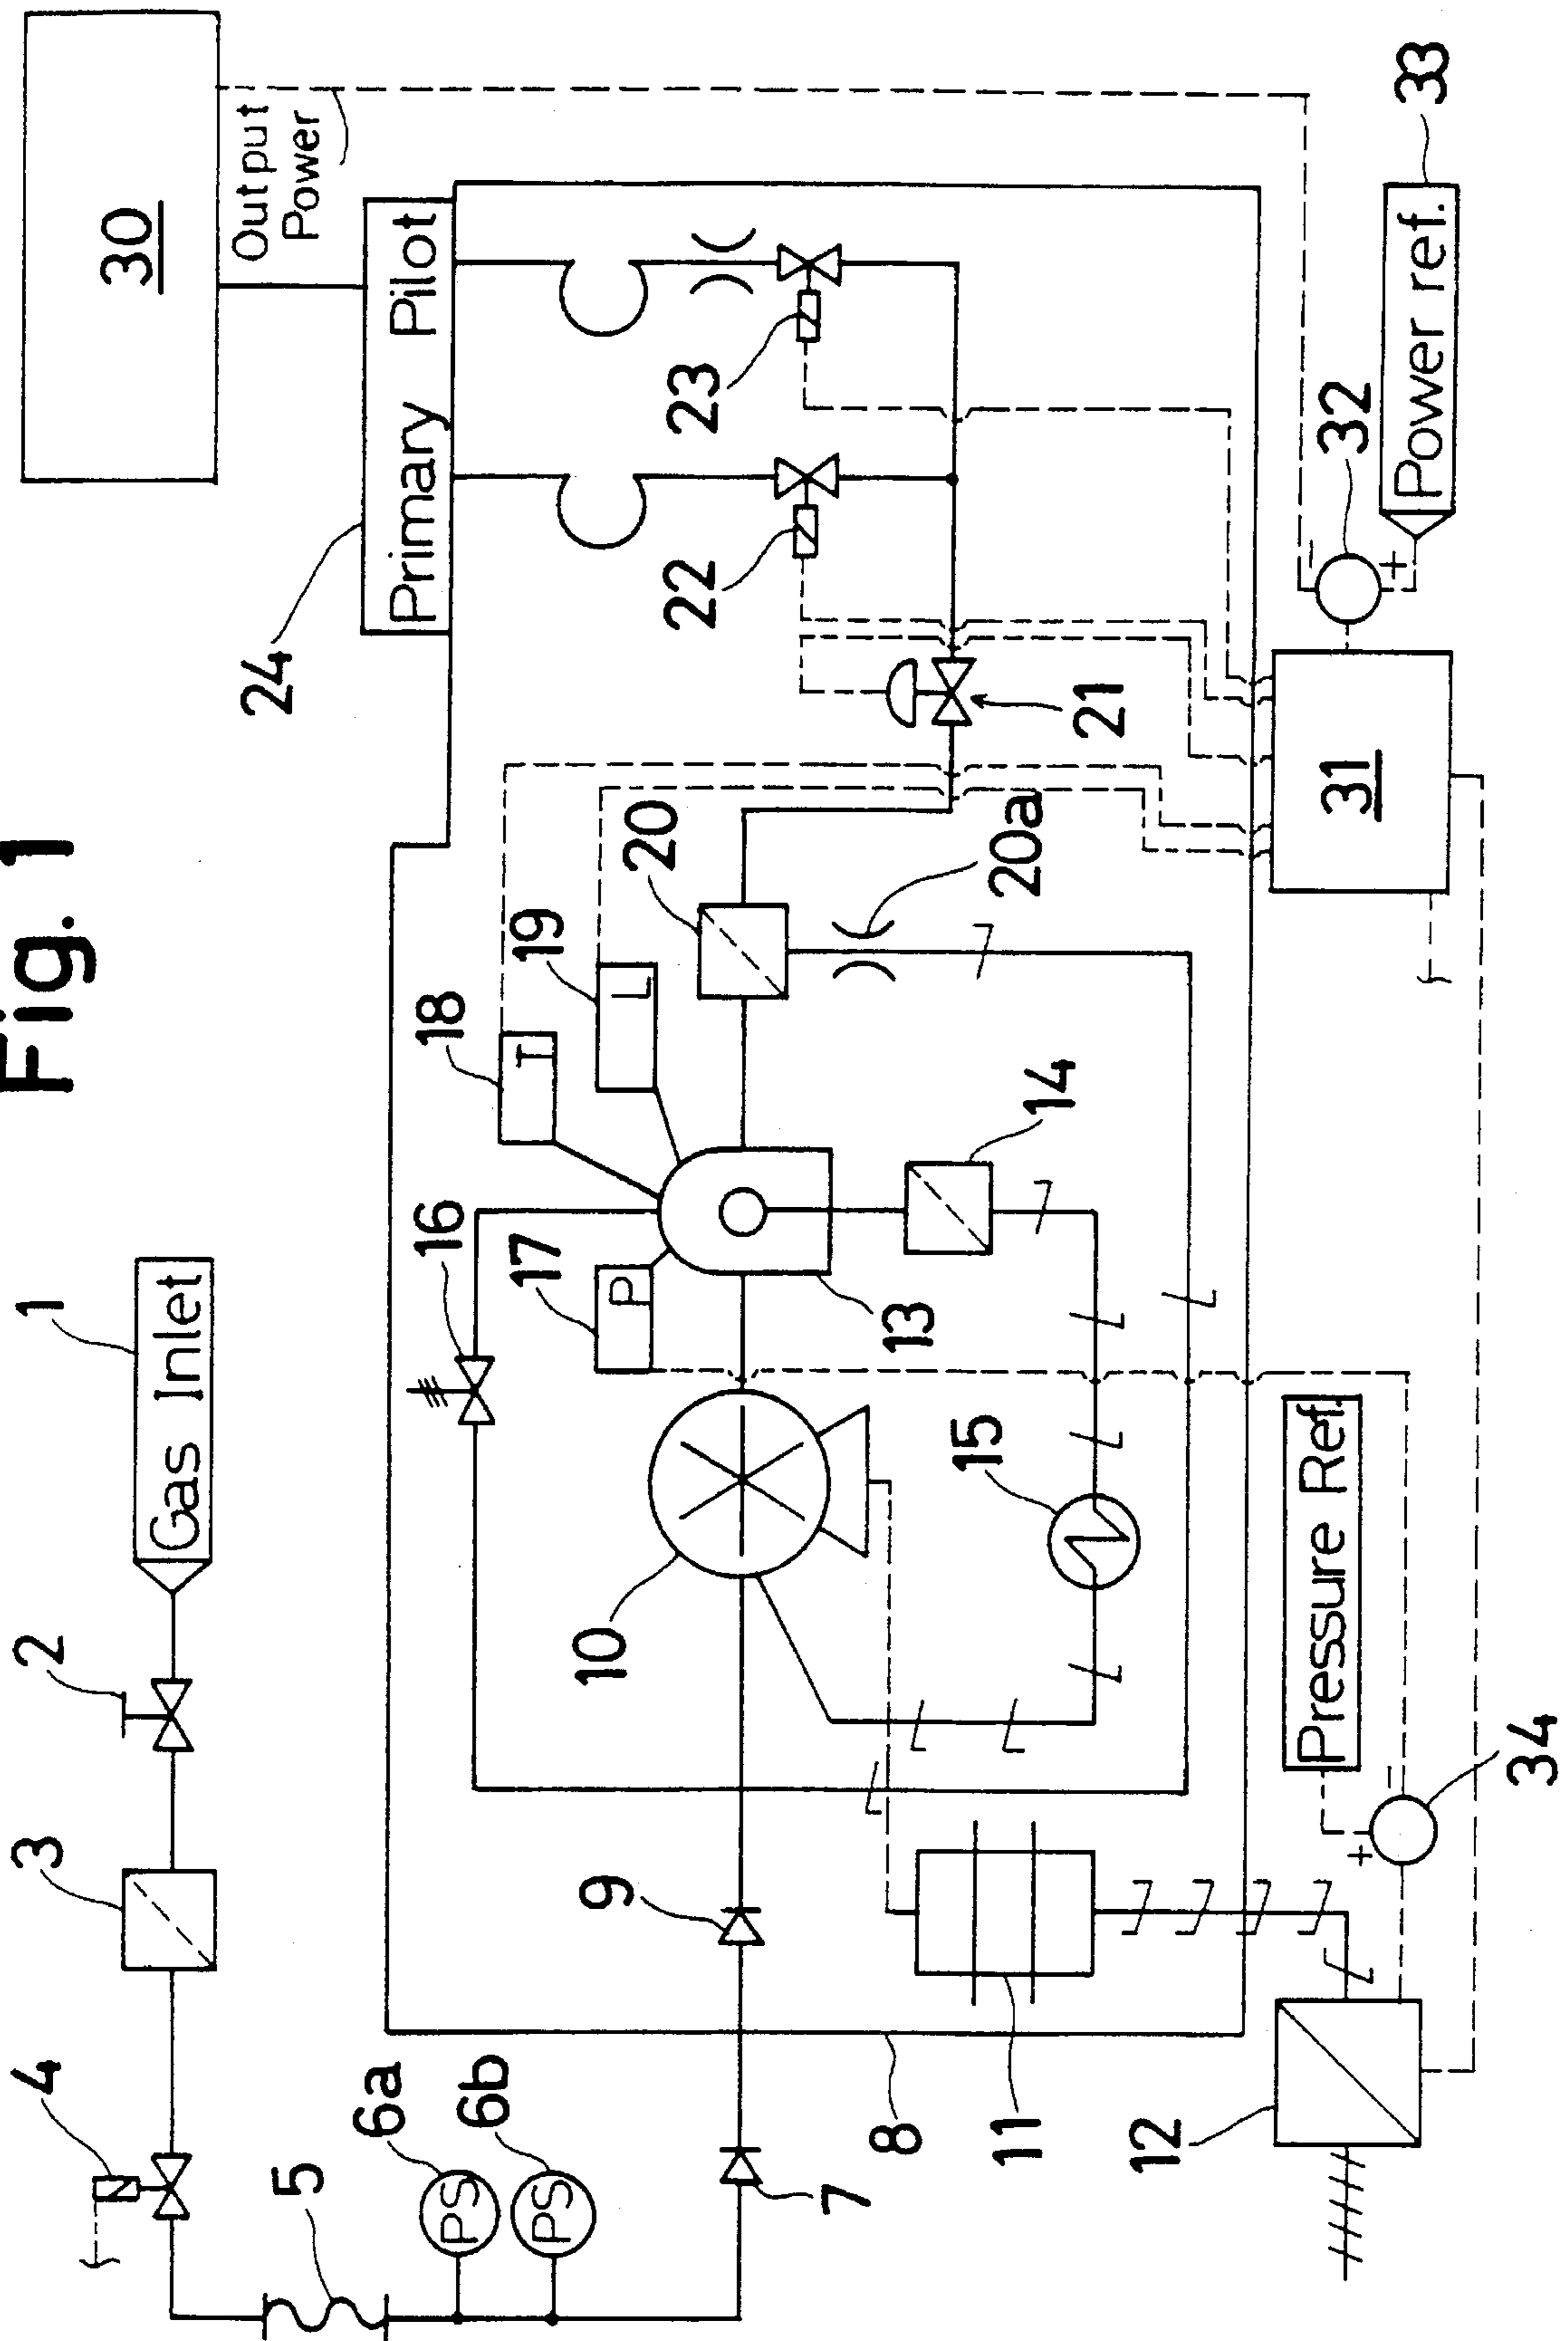 Fig. 1
1
Gas Inlet
2
3
4
5
6a
PS
6b
PS
7
8
9
10
11
12
13
14
15
16
17
P
18
T
19
L
20
20a
21
22
23
24
Primary Pilot
30
Output
Power
31
32
33
Power ref.
Pressure Ref.
34
+
-
+
-